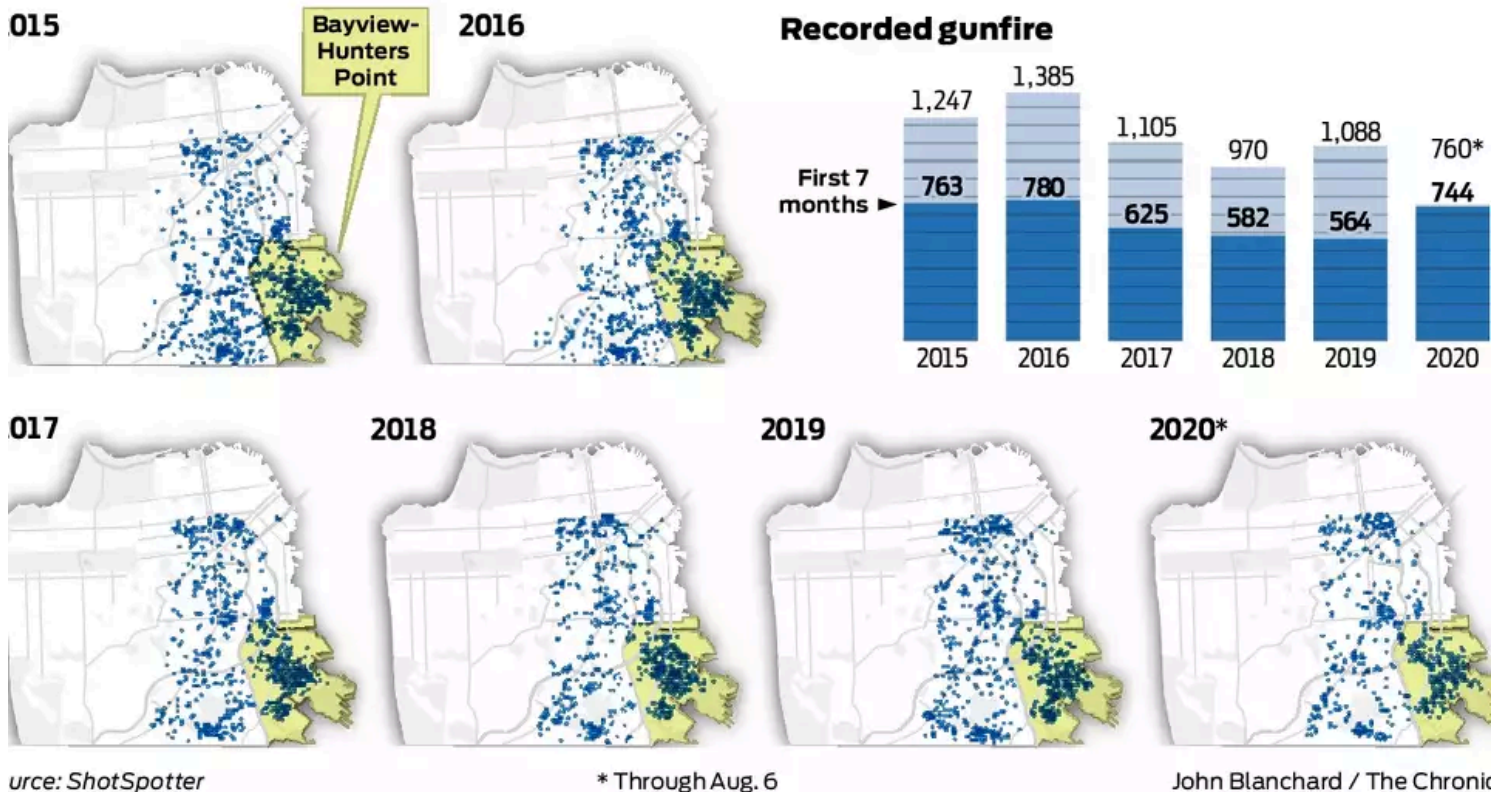 015
Bayview-
Hunters
Point
2016
Recorded gunfire
1,247
1,385
1,105
970
1,088
760*
First 7
months
763
780
625
582
564
744
2015
2016
2017
2018
2019
2020
017
2018
2019
2020*
urce: ShotSpotter
* Through Aug. 6
John Blanchard / The Chronic